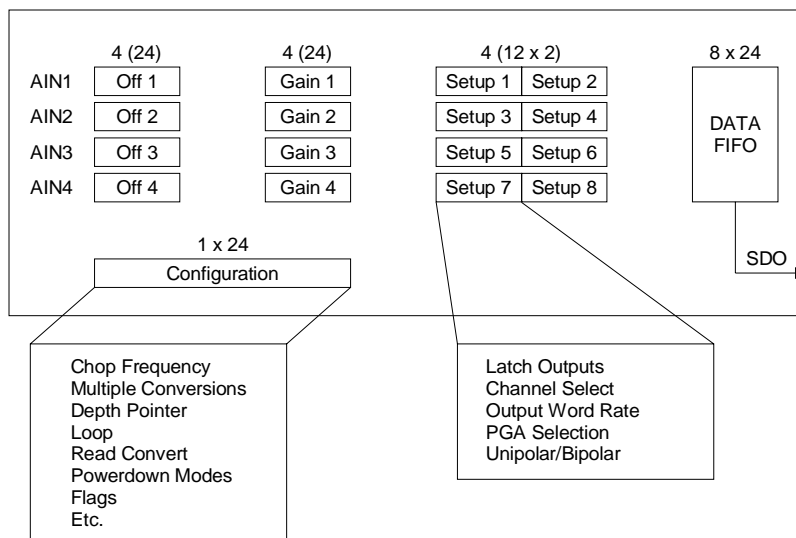 4 (24) 4 (24) 4 (12 x 2) 8 x 24
AIN1 Off 1 Gain 1 Setup 1 Setup 2
AIN2 Off 2 Gain 2 Setup 3 Setup 4
AIN3 Off 3 Gain 3 Setup 5 Setup 6
AIN4 Off 4 Gain 4 Setup 7 Setup 8
DATA
FIFO
SDO
1 x 24
Configuration
Chop Frequency
Multiple Conversions
Depth Pointer
Loop
Read Convert
Powerdown Modes
Flags
Etc.
Latch Outputs
Channel Select
Output Word Rate
PGA Selection
Unipolar/Bipolar